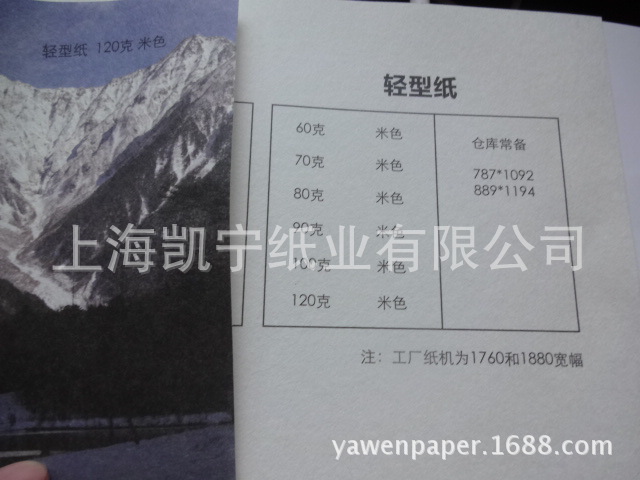 轻型纸 120克 米色
轻型纸
60克 米色
70克 米色
80克 米色
90克 米色
100克 米色
120克 米色
仓库常备
787*1092
889*1194
上海凯宁纸业有限公司
注：工厂纸机为1760和1880宽幅
yawenpaper.1688.com